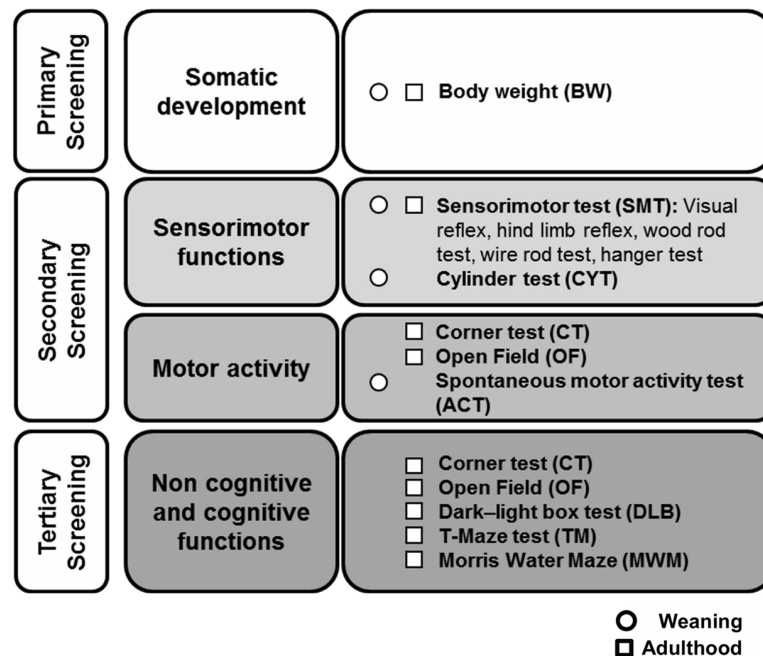 Primary
Screening
Somatic
development
Body weight (BW)
Secondary
Screening
Sensorimotor
functions
Sensorimotor test (SMT): Visual
reflex, hind limb reflex, wood rod
test, wire rod test, hanger test
Cylinder test (CYT)
Motor activity
Corner test (CT)
Open Field (OF)
Spontaneous motor activity test
(ACT)
Tertiary
Screening
Non cognitive
and cognitive
functions
Corner test (CT)
Open Field (OF)
Dark–light box test (DLB)
T-Maze test (TM)
Morris Water Maze (MWM)
Weaning
Adulthood